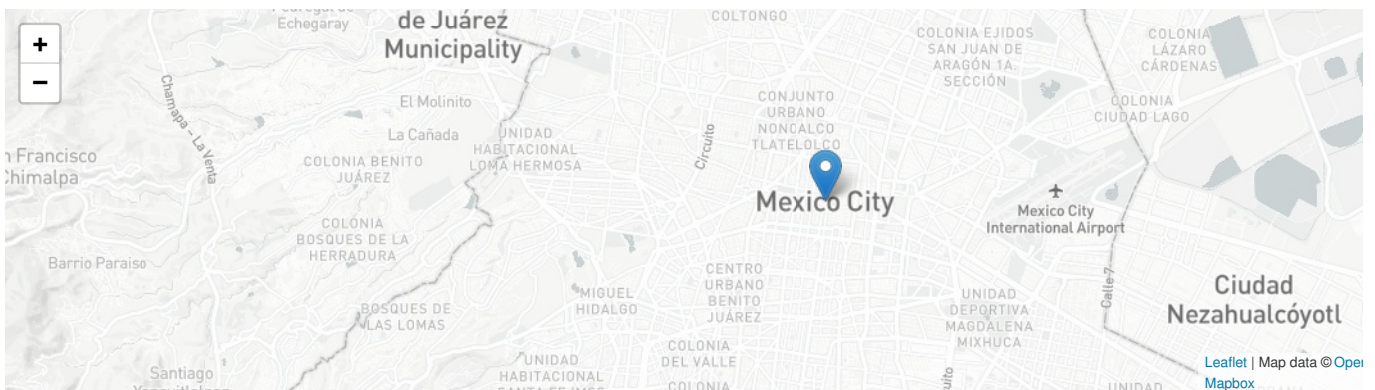 +
−
Echegaray
de Juárez
Municipality
COLTONGO
COLONIA EJIDOS
SAN JUAN DE
ARAGÓN 1A.
SECCIÓN
COLONIA
LÁZARO
CÁRDENAS
Chamapa - La Venta
El Molinito
La Cañada
UNIDAD
HABITACIONAL
LOMA HERMOSA
Circuito
CONJUNTO
URBANO
NONOALCO
TLATELOLCO
COLONIA
CIUDAD LAGO
Francisco
Chimalpa
COLONIA BENITO
JUÁREZ
Mexico City
Mexico City
International Airport
COLONIA
BOSQUES DE LA
HERRADURA
Barrio Paraiso
CENTRO
URBANO
BENITO
JUÁREZ
MIGUEL
HIDALGO
BOSQUES DE
LAS LOMAS
UNIDAD
DEPORTIVA
MAGDALENA
MIXHUCA
Calle 7
Ciudad
Nezahualcóyotl
COLONIA
DEL VALLE
Santiago
UNIDAD
HABITACIONAL
COLONIA
UNIDAD
Leaflet | Map data © Oper
Mapbox